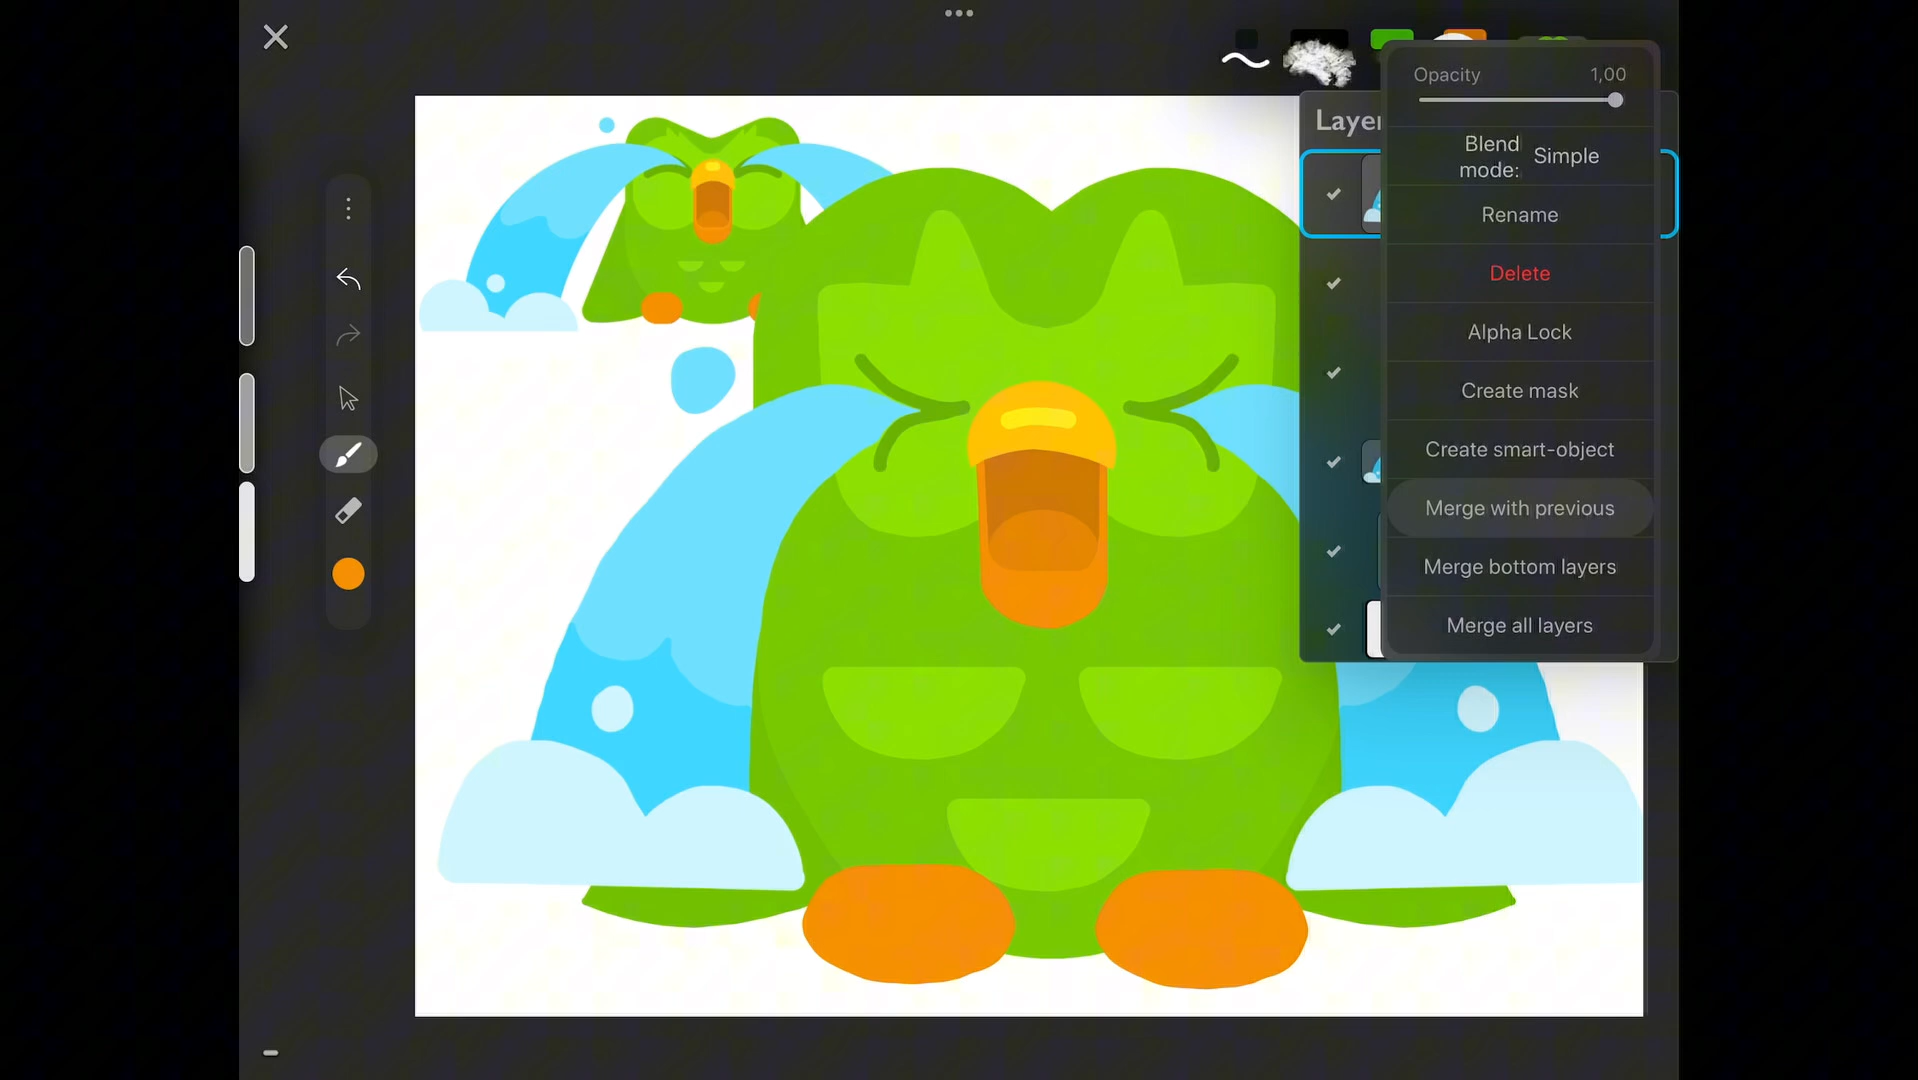 Opacity 1,00
Layer
Blend
mode: Simple
Rename
Delete
Alpha Lock
Create mask
Create smart-object
Merge with previous
Merge bottom layers
Merge all layers